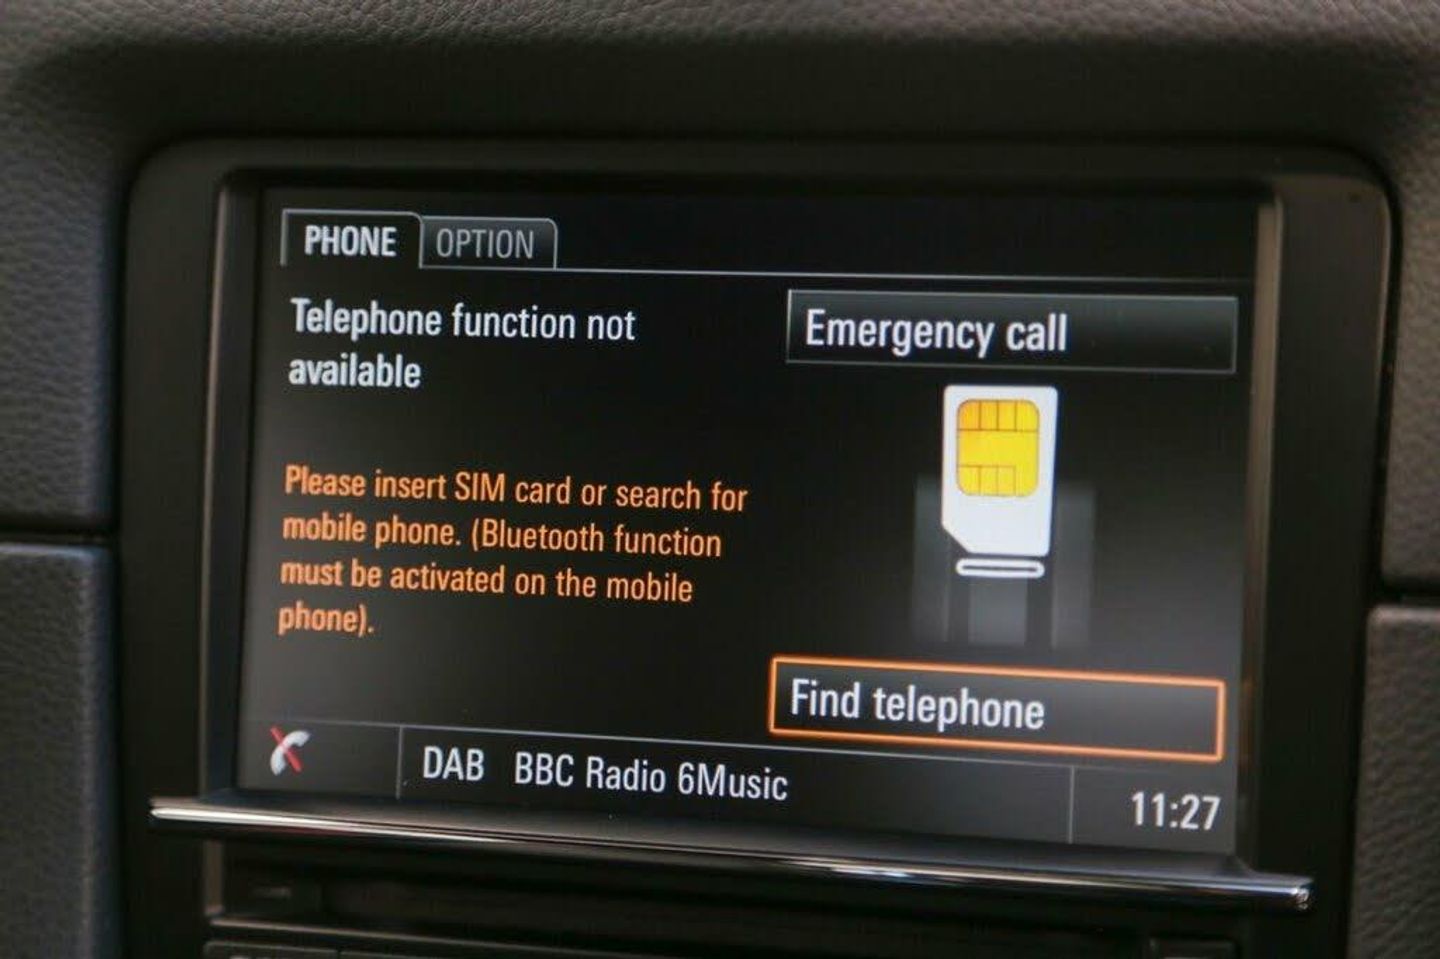 PHONE
OPTION
Telephone function not
available
Emergency call
Please insert SIM card or search for
mobile phone. (Bluetooth function
must be activated on the mobile
phone).
Find telephone
DAB BBC Radio 6Music
11:27